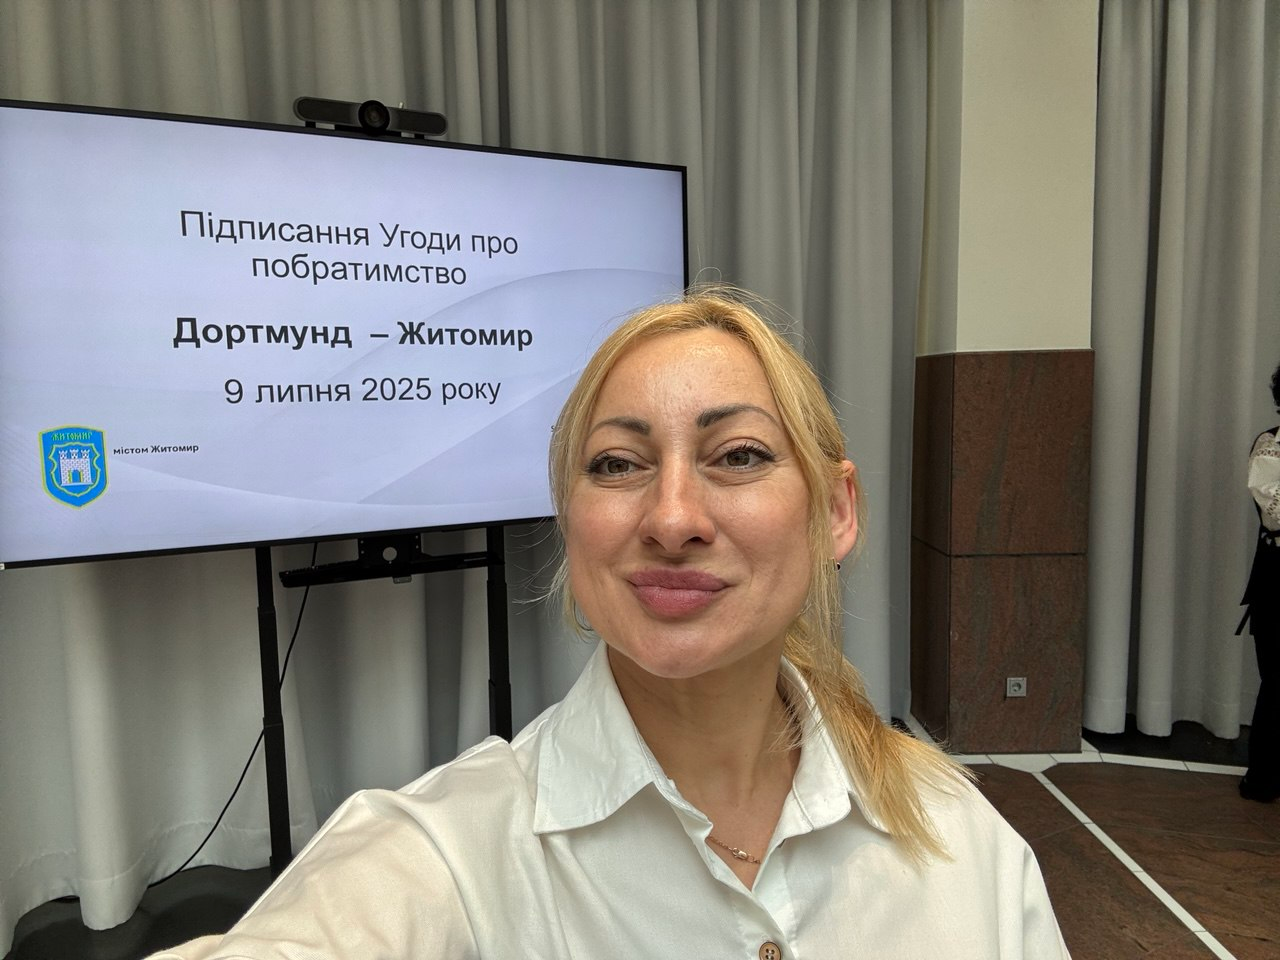 Підписання Угоди про
побратимство
Дортмунд – Житомир
9 липня 2025 року
ЖИТОМИР
містом Житомир